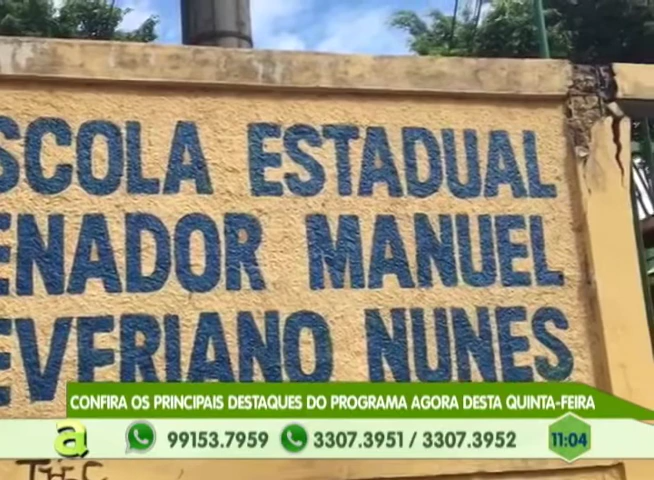 SCOLA ESTADUAL
ENADOR MANUEL
EVERIANO NUNES
CONFIRA OS PRINCIPAIS DESTAQUES DO PROGRAMA AGORA DESTA QUINTA-FEIRA
a 99153.7959 3307.3951 / 3307.3952 11:04